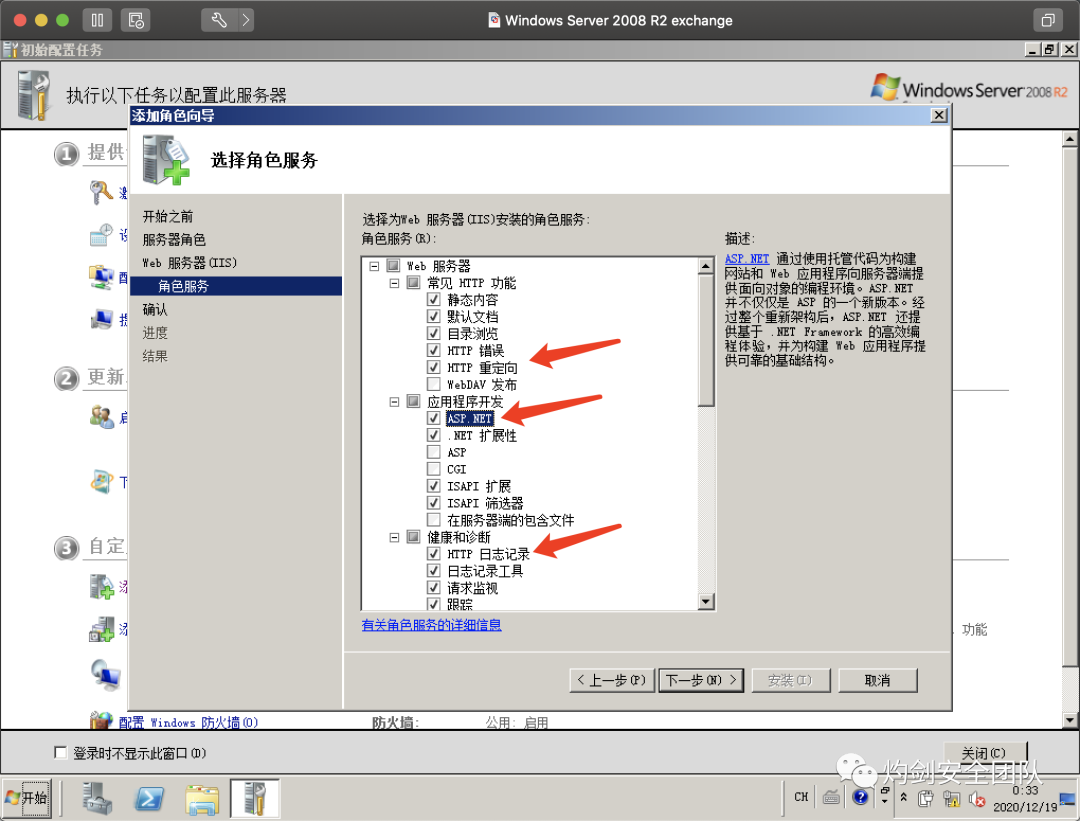 Windows Server 2008 R2 exchange
初始配置任务
执行以下任务以配置此服务器
Windows Server 2008 R2
添加角色向导
选择角色服务
1 提供
开始之前
服务器角色
Web 服务器(IIS)
角色服务
确认
进度
结果
选择为Web 服务器(IIS)安装的角色服务:
角色服务(R):
Web 服务器
常见 HTTP 功能
静态内容
默认文档
目录浏览
HTTP 错误
HTTP 重定向
WebDAV 发布
应用程序开发
ASP.NET
.NET 扩展性
ASP
CGI
ISAPI 扩展
ISAPI 筛选器
在服务器端的包含文件
健康和诊断
HTTP 日志记录
日志记录工具
请求监视
跟踪
描述:
ASP.NET 通过使用托管代码为构建
网站和 Web 应用程序向服务器端提
供面向对象的编程环境。ASP.NET
并不仅仅是 ASP 的一个新版本。经
过整个重新架构后,ASP.NET 还提
供基于 .NET Framework 的高效编
程体验,并为构建 Web 应用程序提
供可靠的基础结构。
2 更新
3 自定
有关角色服务的详细信息
功能
< 上一步(P)
下一步(N) >
安装(I)
取消
配置 Windows 防火墙(O)
防火墙:
公用: 启用
登录时不显示此窗口(D)
关闭(C)
灼剑安全团队
开始
CH
0:33
2020/12/19